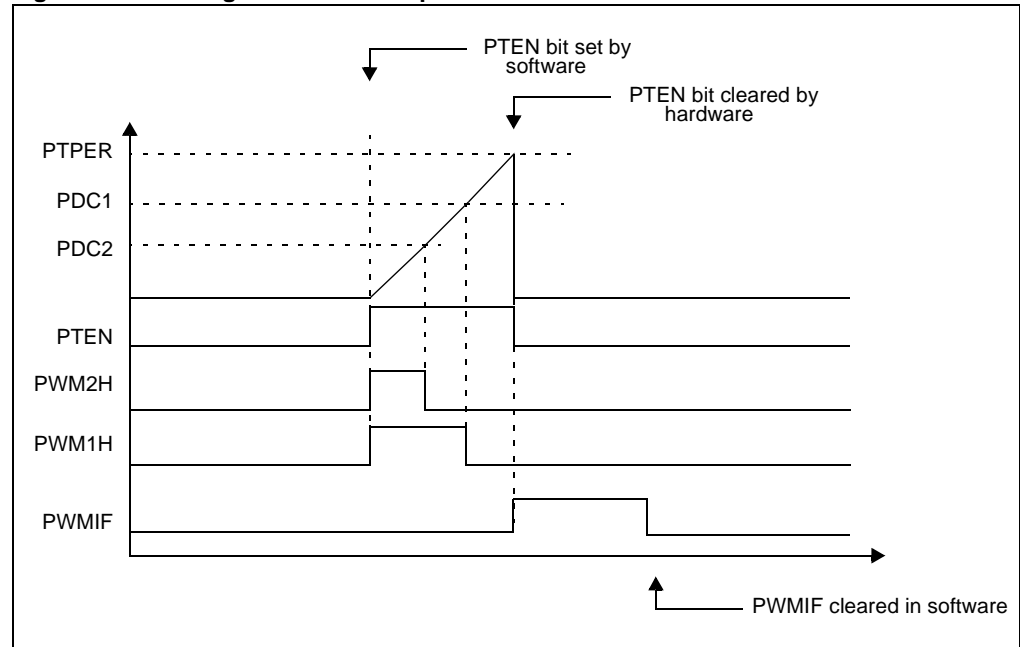 PTEN bit set by
software
PTEN bit cleared by
hardware
PTPER
PDC1
PDC2
PTEN
PWM2H
PWM1H
PWMIF
PWMIF cleared in software